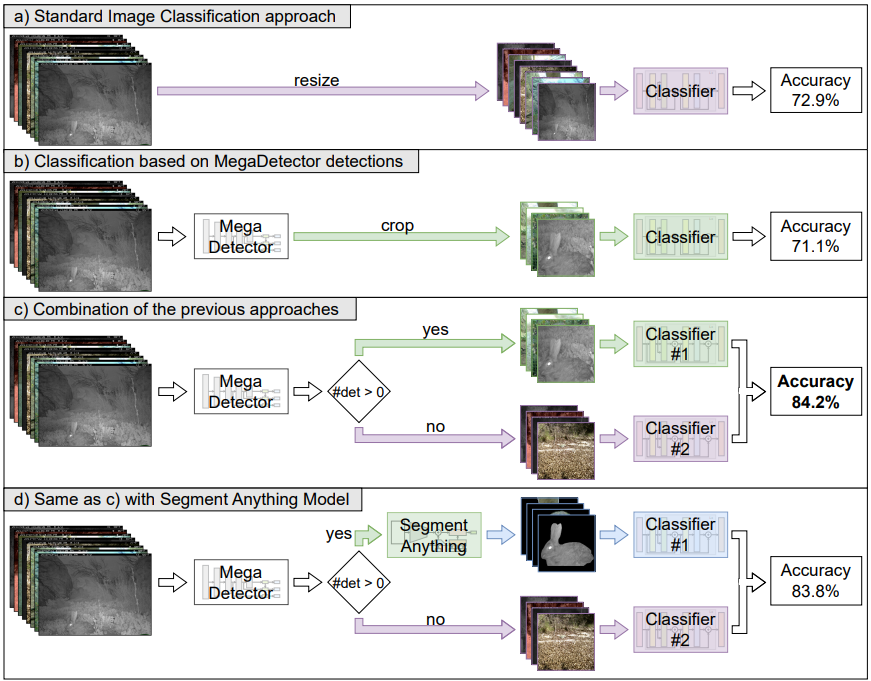 a) Standard Image Classification approach
resize
Classifier
Accuracy
72.9%
b) Classification based on MegaDetector detections
Mega
Detector
crop
Classifier
Accuracy
71.1%
c) Combination of the previous approaches
Mega
Detector
#det > 0
yes
Classifier
#1
no
Classifier
#2
Accuracy
84.2%
d) Same as c) with Segment Anything Model
Mega
Detector
#det > 0
yes
Segment
Anything
Classifier
#1
no
Classifier
#2
Accuracy
83.8%